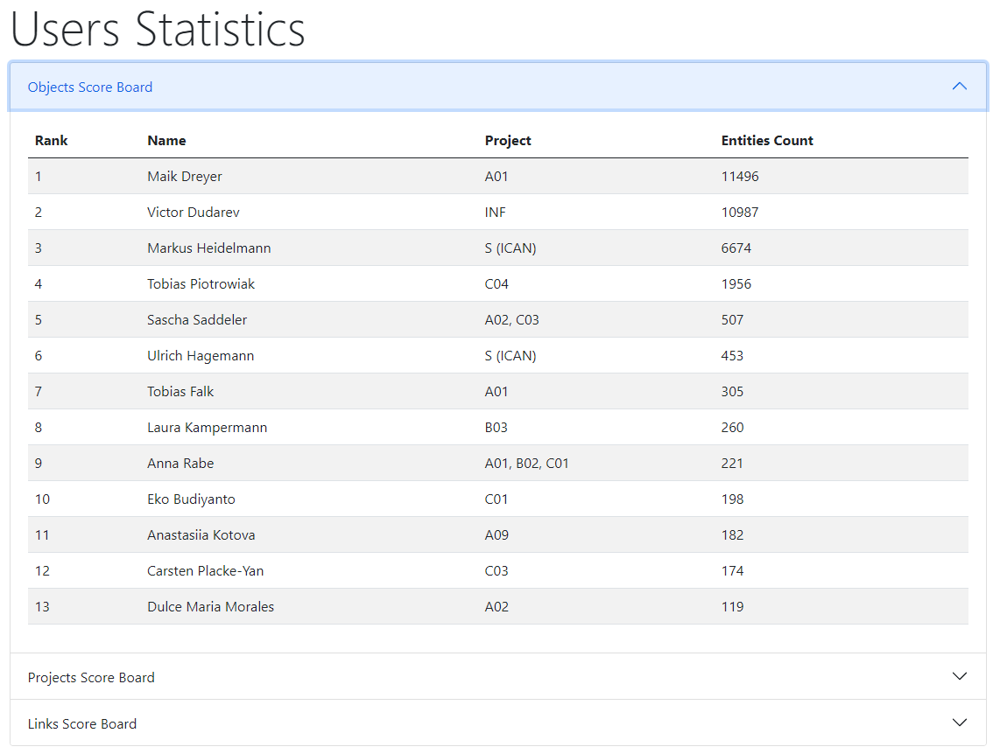 Users Statistics
Objects Score Board
Rank Name Project Entities Count
1 Maik Dreyer A01 11496
2 Victor Dudarev INF 10987
3 Markus Heidelmann S (ICAN) 6674
4 Tobias Piotrowiak C04 1956
5 Sascha Saddeler A02, C03 507
6 Ulrich Hagemann S (ICAN) 453
7 Tobias Falk A01 305
8 Laura Kampermann B03 260
9 Anna Rabe A01, B02, C01 221
10 Eko Budiyanto C01 198
11 Anastasiia Kotova A09 182
12 Carsten Placke-Yan C03 174
13 Dulce Maria Morales A02 119
Projects Score Board
Links Score Board